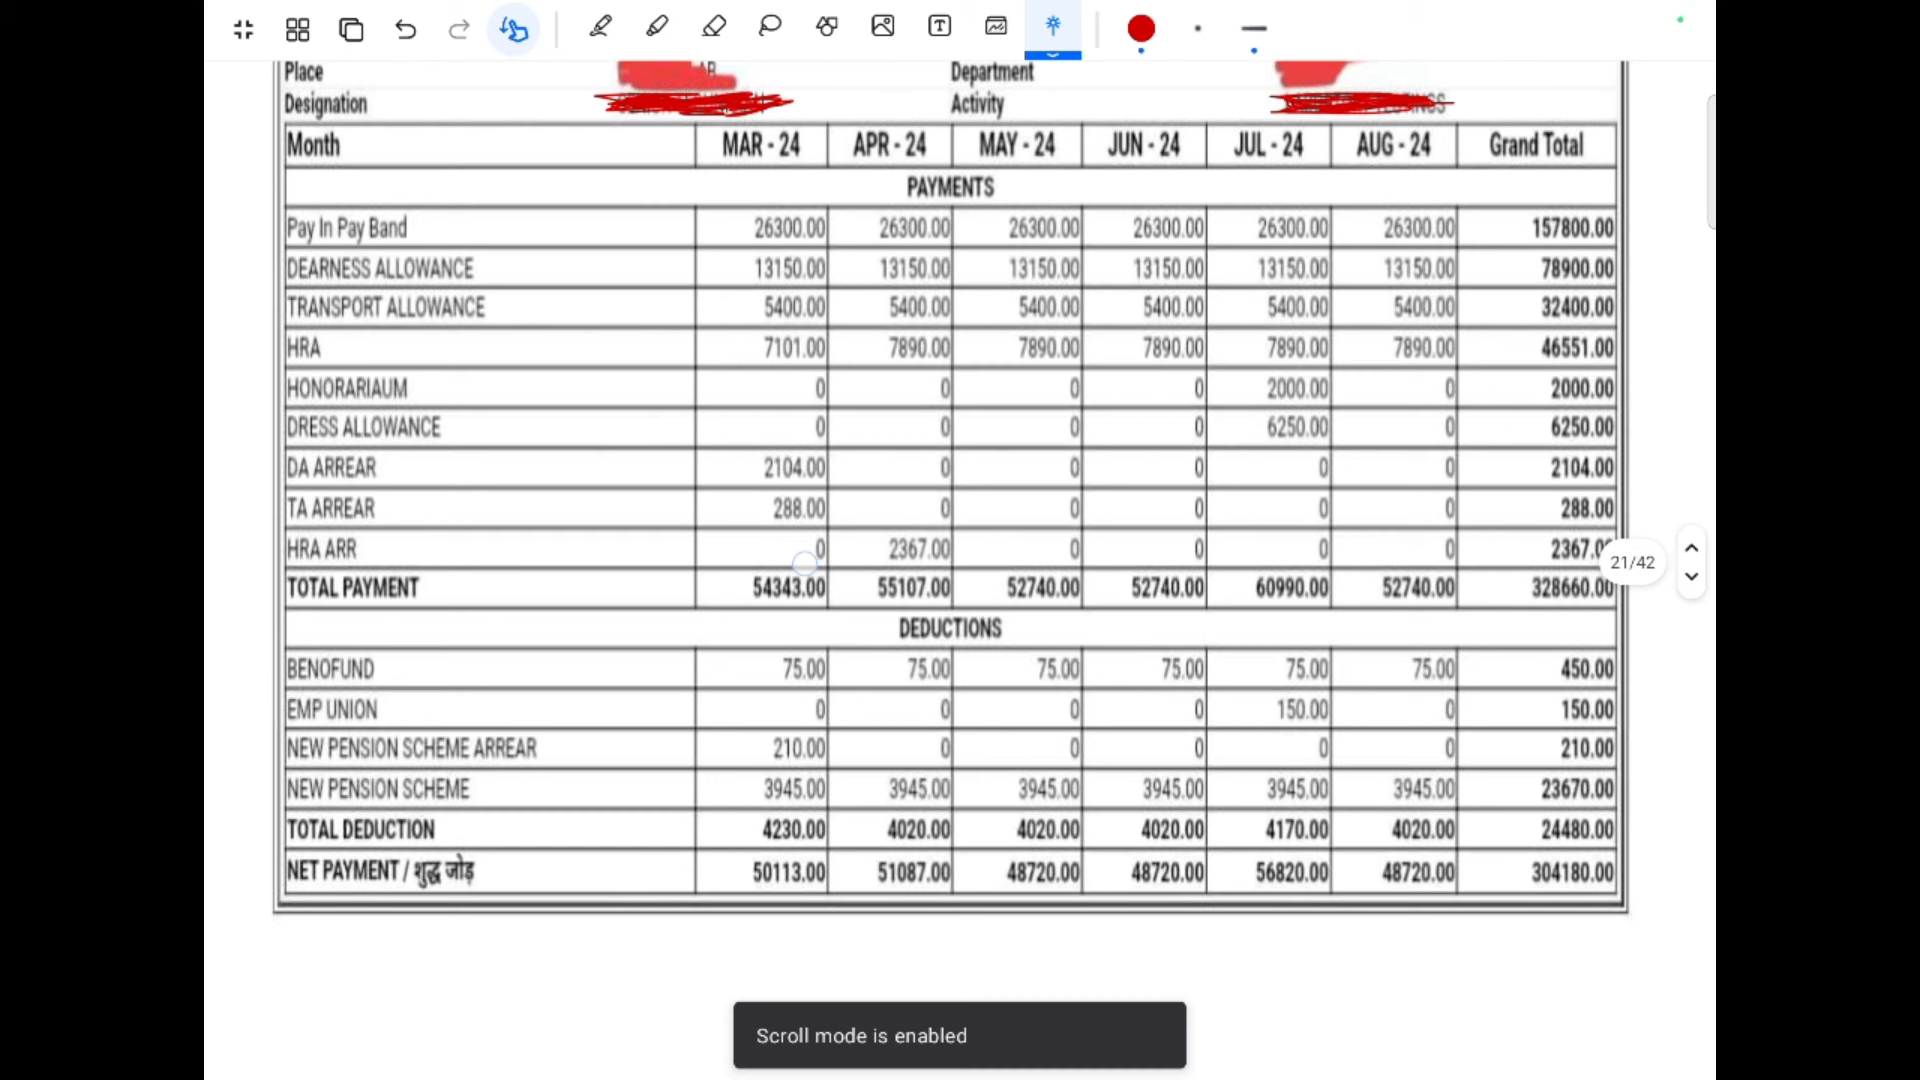 Place Department
Designation Activity
Month MAR - 24 APR - 24 MAY - 24 JUN - 24 JUL - 24 AUG - 24 Grand Total
PAYMENTS
Pay In Pay Band 26300.00 26300.00 26300.00 26300.00 26300.00 26300.00 157800.00
DEARNESS ALLOWANCE 13150.00 13150.00 13150.00 13150.00 13150.00 13150.00 78900.00
TRANSPORT ALLOWANCE 5400.00 5400.00 5400.00 5400.00 5400.00 5400.00 32400.00
HRA 7101.00 7890.00 7890.00 7890.00 7890.00 7890.00 46551.00
HONORARIAUM 0 0 0 0 2000.00 0 2000.00
DRESS ALLOWANCE 0 0 0 0 6250.00 0 6250.00
DA ARREAR 2104.00 0 0 0 0 0 2104.00
TA ARREAR 288.00 0 0 0 0 0 288.00
HRA ARR 0 2367.00 0 0 0 0 2367.00
21/42
TOTAL PAYMENT 54343.00 55107.00 52740.00 52740.00 60990.00 52740.00 328660.00
DEDUCTIONS
BENOFUND 75.00 75.00 75.00 75.00 75.00 75.00 450.00
EMP UNION 0 0 0 0 150.00 0 150.00
NEW PENSION SCHEME ARREAR 210.00 0 0 0 0 0 210.00
NEW PENSION SCHEME 3945.00 3945.00 3945.00 3945.00 3945.00 3945.00 23670.00
TOTAL DEDUCTION 4230.00 4020.00 4020.00 4020.00 4170.00 4020.00 24480.00
NET PAYMENT / शुद्ध जोड़ 50113.00 51087.00 48720.00 48720.00 56820.00 48720.00 304180.00
Scroll mode is enabled